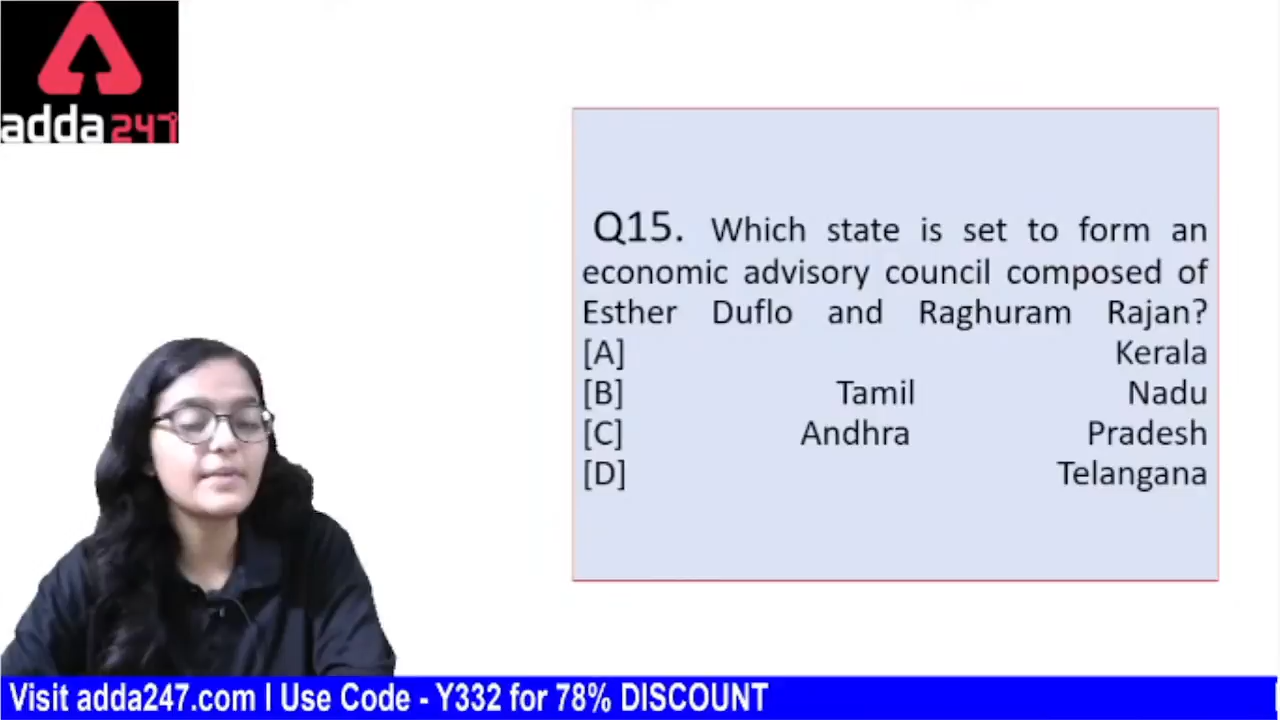 adda247
Q15. Which state is set to form an
economic advisory council composed of
Esther Duflo and Raghuram Rajan?
[A] Kerala
[B] Tamil Nadu
[C] Andhra Pradesh
[D] Telangana
Visit adda247.com I Use Code - Y332 for 78% DISCOUNT